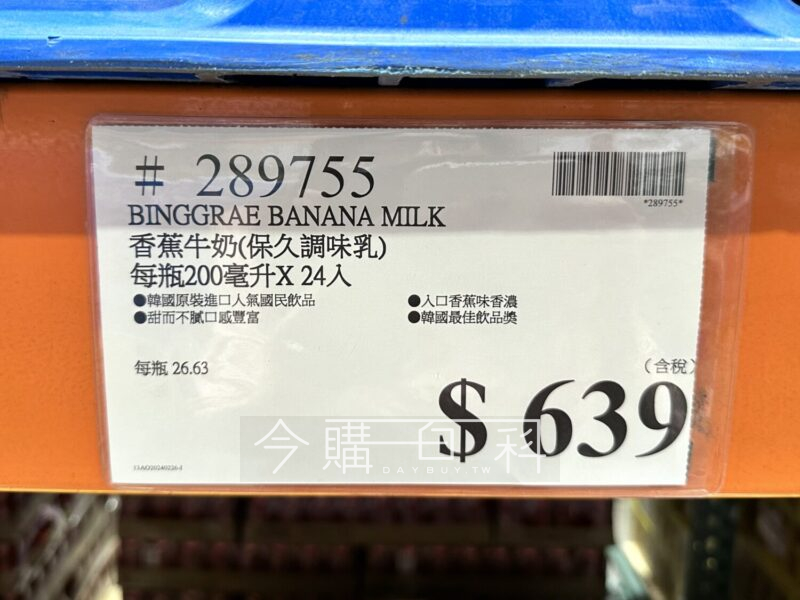 # 289755
*289755*
BINGGRAE BANANA MILK
香蕉牛奶(保久調味乳)
每瓶200毫升X 24入
●韓國原裝進口人氣國民飲品
●入口香蕉味香濃
●甜而不膩口感豐富
●韓國最佳飲品獎
每瓶 26.63
(含稅)
$ 639
今購百科
DAYBUY.TW